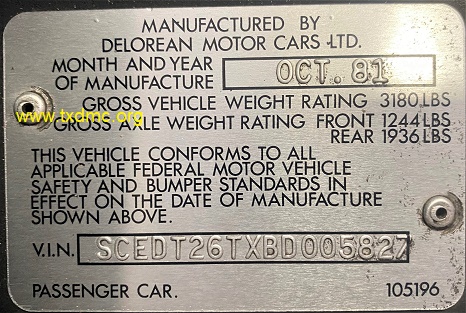 MANUFACTURED BY
DELOREAN MOTOR CARS LTD.
MONTH AND YEAR
OF MANUFACTURE OCT. 81
GROSS VEHICLE WEIGHT RATING 3180 LBS
www.txdmc.org
GROSS AXLE WEIGHT RATING FRONT 1244 LBS
REAR 1936 LBS
THIS VEHICLE CONFORMS TO ALL
APPLICABLE FEDERAL MOTOR VEHICLE
SAFETY AND BUMPER STANDARDS IN
EFFECT ON THE DATE OF MANUFACTURE
SHOWN ABOVE.
V.I.N. SCEDT26TXBD005827
PASSENGER CAR. 105196